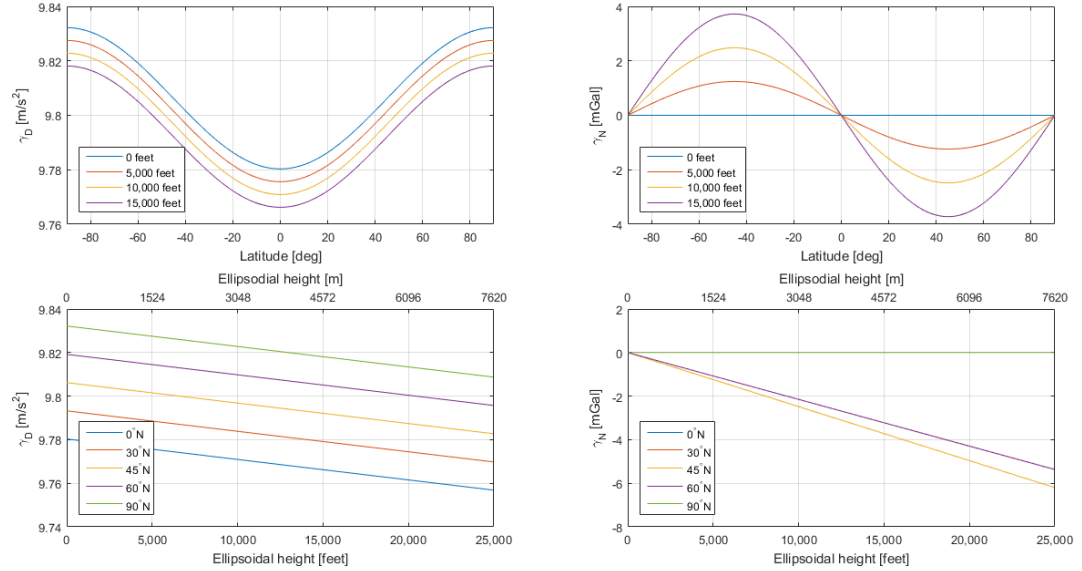 9.84
9.82
9.8
9.78
9.76
γD [m/s²]
0 feet
5,000 feet
10,000 feet
15,000 feet
-80 -60 -40 -20 0 20 40 60 80
Latitude [deg]
4
2
0
-2
-4
γN [mGal]
0 feet
5,000 feet
10,000 feet
15,000 feet
-80 -60 -40 -20 0 20 40 60 80
Latitude [deg]
Ellipsodial height [m]
0 1524 3048 4572 6096 7620
9.84
9.82
9.8
9.78
9.76
9.74
γD [m/s²]
0°N
30°N
45°N
60°N
90°N
0 5,000 10,000 15,000 20,000 25,000
Ellipsoidal height [feet]
Ellipsodial height [m]
0 1524 3048 4572 6096 7620
2
0
-2
-4
-6
-8
γN [mGal]
0°N
30°N
45°N
60°N
90°N
0 5,000 10,000 15,000 20,000 25,000
Ellipsoidal height [feet]